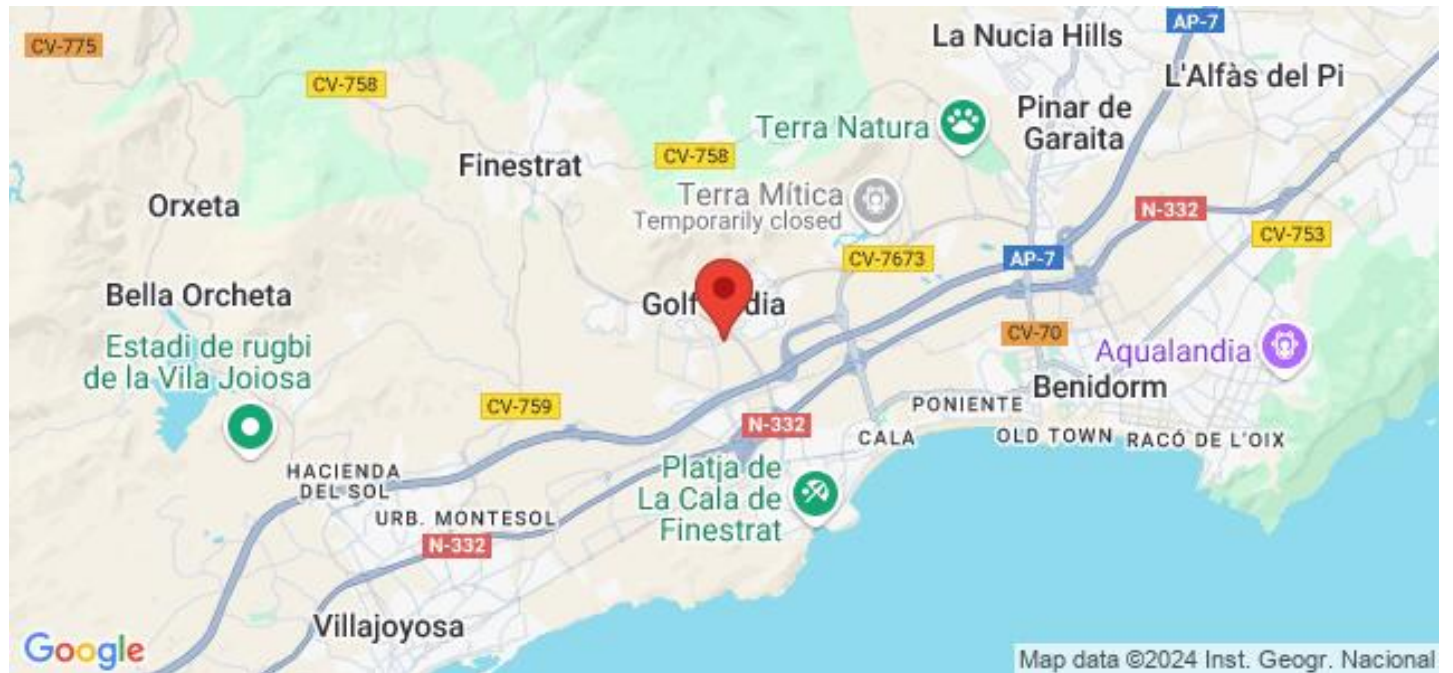 CV-775
AP-7
La Nucia Hills
L'Alfàs del Pi
CV-758
Pinar de
Garaita
Terra Natura
Finestrat
CV-758
Terra Mítica
Temporarily closed
Orxeta
N-332
CV-753
CV-7673
AP-7
Bella Orcheta
Golf
dia
CV-70
Estadi de rugbi
de la Vila Joiosa
Aqualandia
Benidorm
CV-759
PONIENTE
N-332
CALA
OLD TOWN
RACÓ DE L'OIX
HACIENDA
DEL SOL
Platja de
La Cala de
Finestrat
URB. MONTESOL
N-332
Villajoyosa
Google
Map data ©2024 Inst. Geogr. Nacional